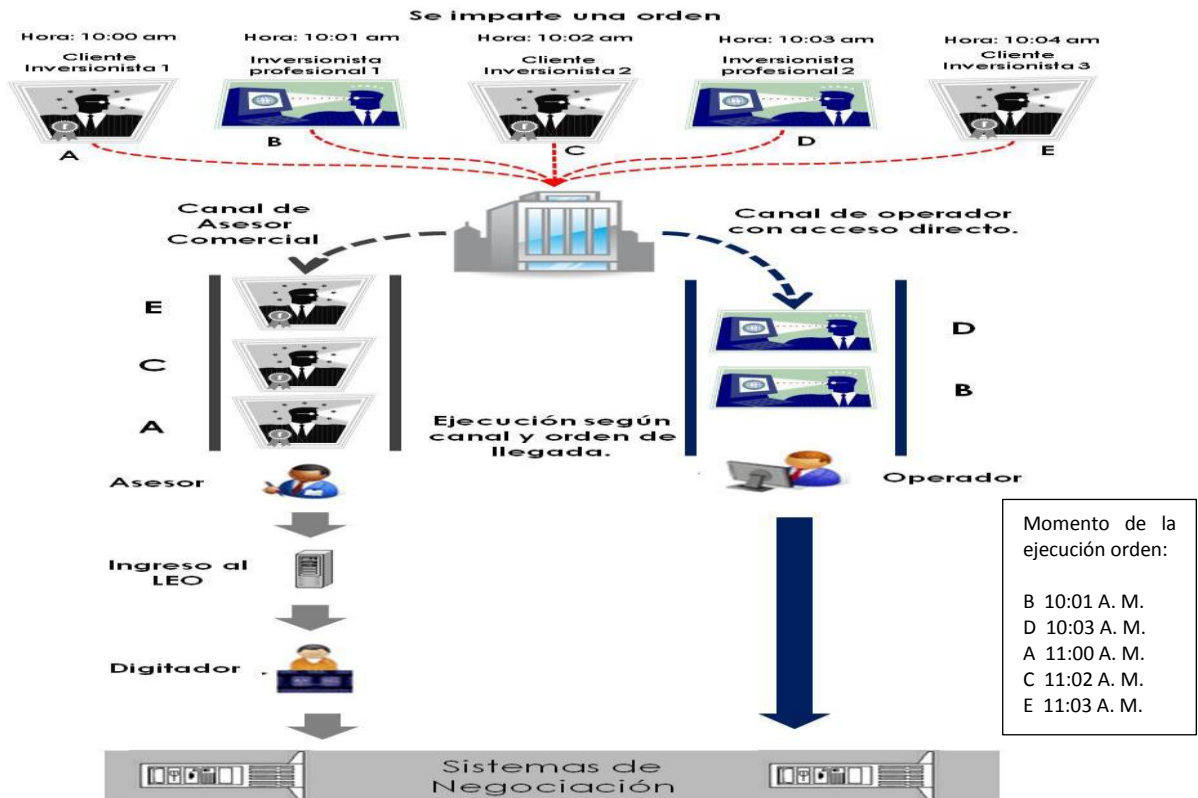 Se imparte una orden
Hora: 10:00 am
Cliente
Inversionista 1
A
Hora: 10:01 am
Inversionista
profesional 1
B
Hora: 10:02 am
Cliente
Inversionista 2
C
Hora: 10:03 am
Inversionista
profesional 2
D
Hora: 10:04 am
Cliente
Inversionista 3
E
Canal de
Asesor
Comercial
Canal de operador
con acceso directo.
E
C
A
D
B
Ejecución según
canal y orden de
llegada.
Asesor
Operador
Ingreso al
LEO
Digitador
Momento de la
ejecución orden:
B 10:01 A. M.
D 10:03 A. M.
A 11:00 A. M.
C 11:02 A. M.
E 11:03 A. M.
Sistemas de
Negociación